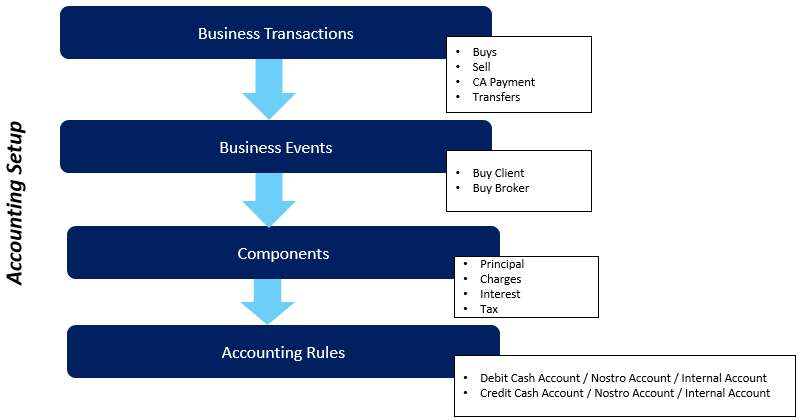 Accounting Setup
Business Transactions
• Buys
• Sell
• CA Payment
• Transfers
Business Events
• Buy Client
• Buy Broker
Components
• Principal
• Charges
• Interest
• Tax
Accounting Rules
• Debit Cash Account / Nostro Account / Internal Account
• Credit Cash Account / Nostro Account / Internal Account